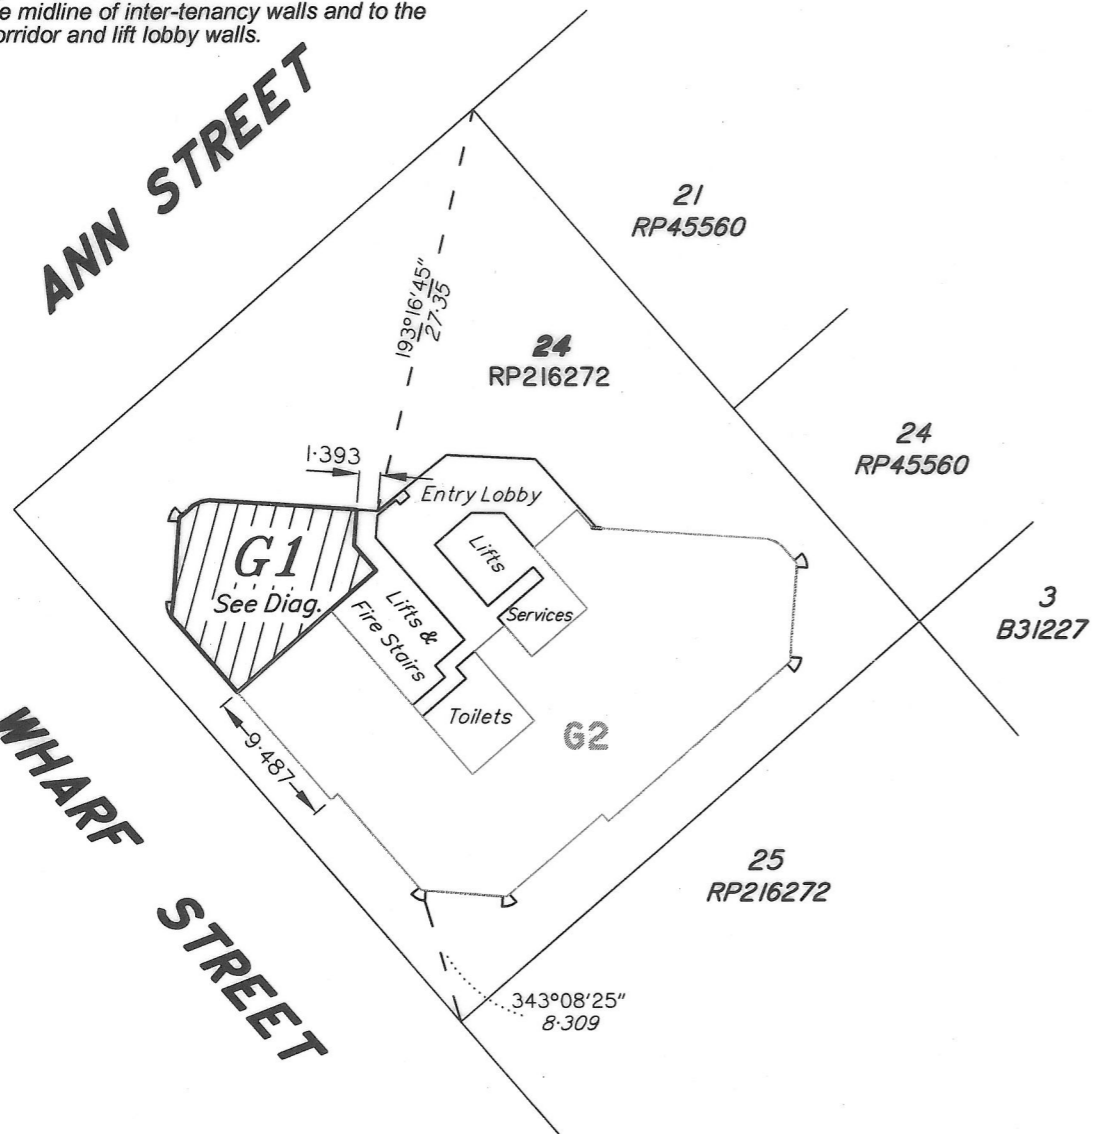 e midline of inter-tenancy walls and to the
orridor and lift lobby walls.
ANN STREET
21
RP45560
193°16'45"
27·35
24
RP216272
24
RP45560
1·393
Entry Lobby
G1
See Diag.
Lifts
Services
Lifts &
Fire Stairs
3
B31227
Toilets
G2
9·487
WHARF STREET
25
RP216272
343°08'25"
8·309